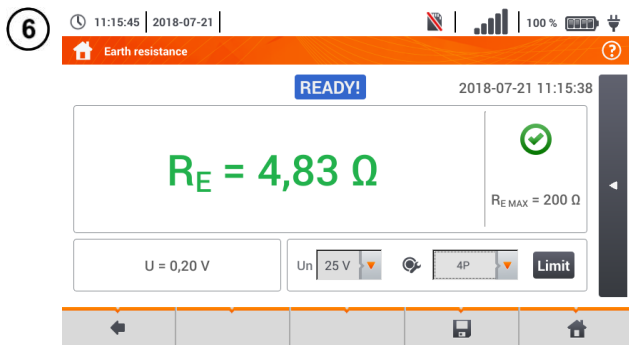 6
11:15:45 2018-07-21 100 %
Earth resistance ?
READY! 2018-07-21 11:15:38
RE = 4,83 Ω
RE MAX = 200 Ω
U = 0,20 V Un 25 V 4P Limit